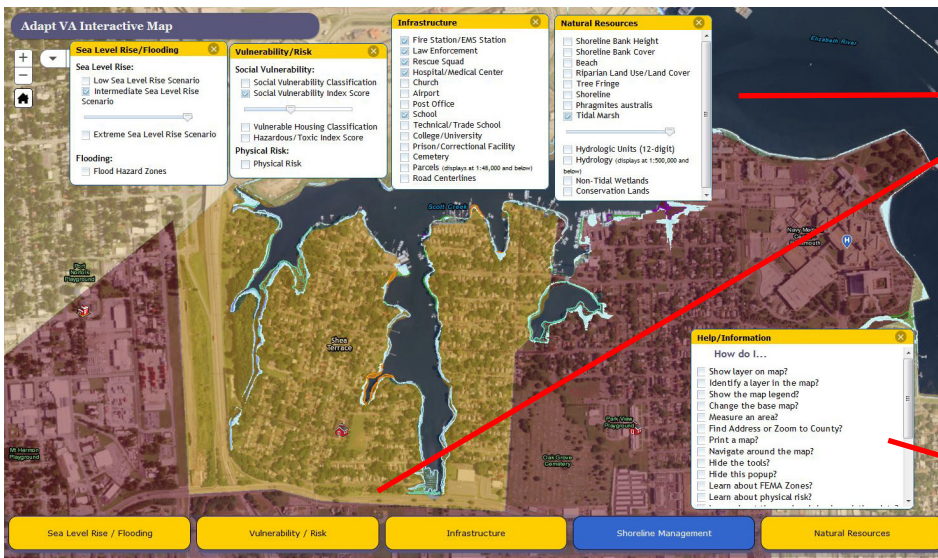 Adapt VA Interactive Map
+
−
Sea Level Rise/Flooding
Sea Level Rise:
Low Sea Level Rise Scenario
Intermediate Sea Level Rise
Scenario
Extreme Sea Level Rise Scenario
Flooding:
Flood Hazard Zones
Vulnerability/Risk
Social Vulnerability:
Social Vulnerability Classification
Social Vulnerability Index Score
Vulnerable Housing Classification
Hazardous/Toxic Index Score
Physical Risk:
Physical Risk
Infrastructure
Fire Station/EMS Station
Law Enforcement
Rescue Squad
Hospital/Medical Center
Church
Airport
Post Office
School
Technical/Trade School
College/University
Prison/Correctional Facility
Cemetery
Parcels (displays at 1:48,000 and below)
Road Centerlines
Natural Resources
Shoreline Bank Height
Shoreline Bank Cover
Beach
Riparian Land Use/Land Cover
Tree Fringe
Shoreline
Phragmites australis
Tidal Marsh
Hydrologic Units (12-digit)
Hydrology (displays at 1:500,000 and
below)
Non-Tidal Wetlands
Conservation Lands
Elizabeth River
Scott Creek
Port
Norfolk
Playground
Shea
Terrace
Mt Hermon
Playground
Oak Grove
Cemetery
Park View
Playground
Navy Medical
Portsmouth
H
Help/Information
How do I...
Show layer on map?
Identify a layer in the map?
Show the map legend?
Change the base map?
Measure an area?
Find Address or Zoom to County?
Print a map?
Navigate around the map?
Hide the tools?
Hide this popup?
Learn about FEMA Zones?
Learn about physical risk?
Sea Level Rise / Flooding
Vulnerability / Risk
Infrastructure
Shoreline Management
Natural Resources